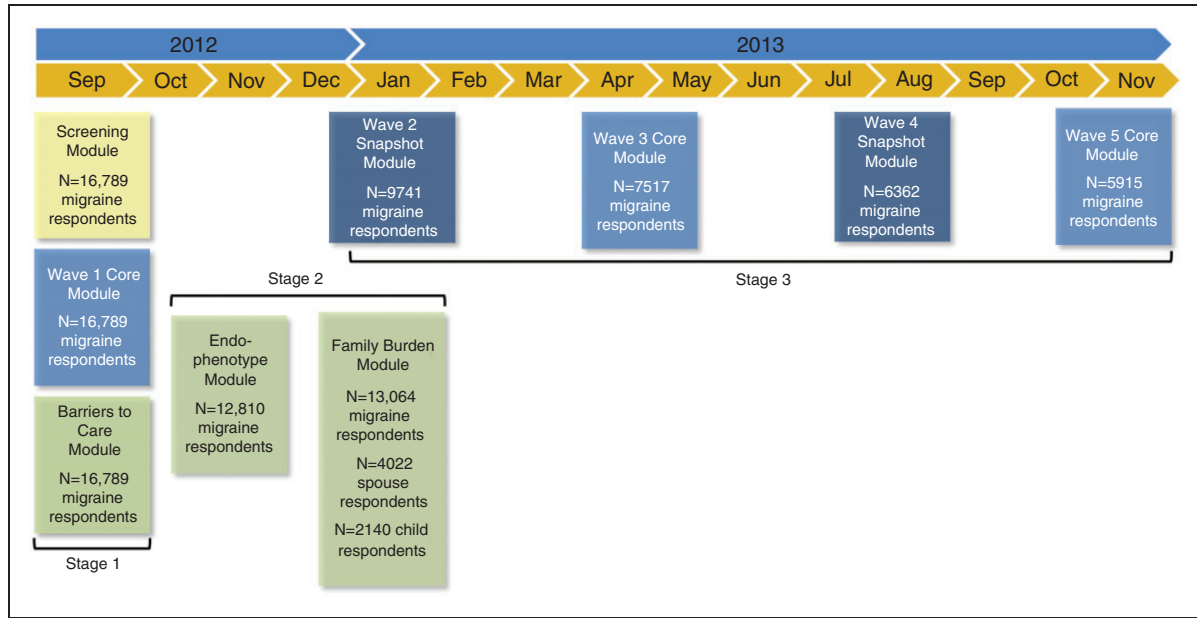 2012
2013
Sep
Oct
Nov
Dec
Jan
Feb
Mar
Apr
May
Jun
Jul
Aug
Sep
Oct
Nov
Screening
Module
N=16,789
migraine
respondents
Wave 1 Core
Module
N=16,789
migraine
respondents
Barriers to
Care
Module
N=16,789
migraine
respondents
Stage 1
Stage 2
Endo-
phenotype
Module
N=12,810
migraine
respondents
Family Burden
Module
N=13,064
migraine
respondents
N=4022
spouse
respondents
N=2140 child
respondents
Wave 2
Snapshot
Module
N=9741
migraine
respondents
Wave 3 Core
Module
N=7517
migraine
respondents
Wave 4
Snapshot
Module
N=6362
migraine
respondents
Wave 5 Core
Module
N=5915
migraine
respondents
Stage 3